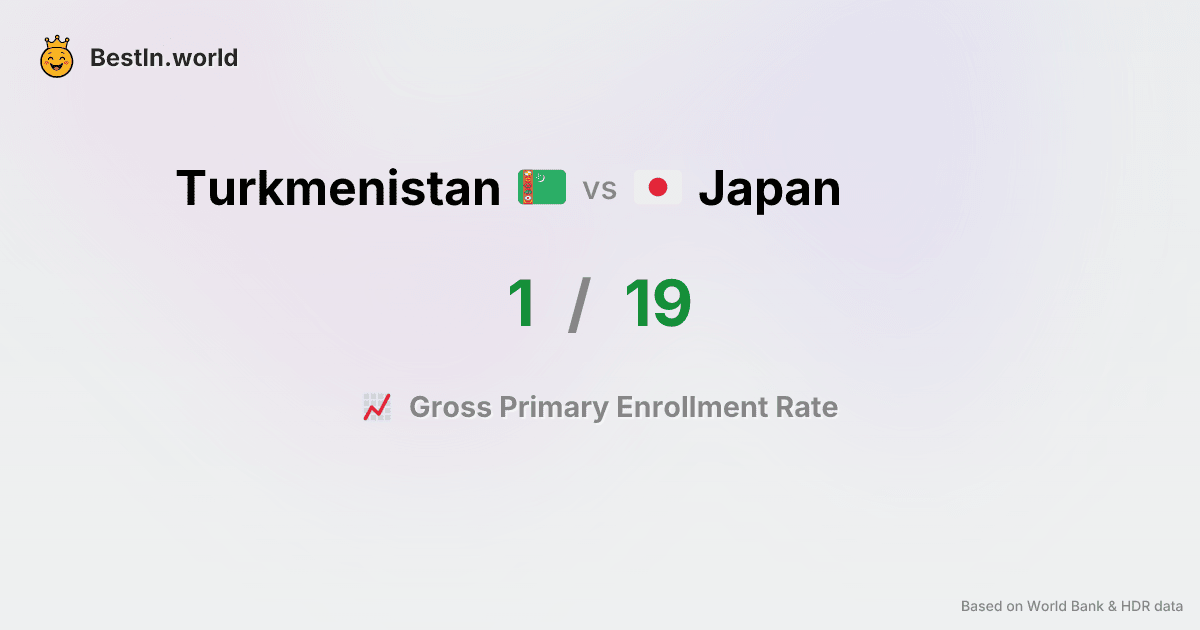 BestIn.world
Turkmenistan vs Japan
1 / 19
Gross Primary Enrollment Rate
Based on World Bank & HDR data